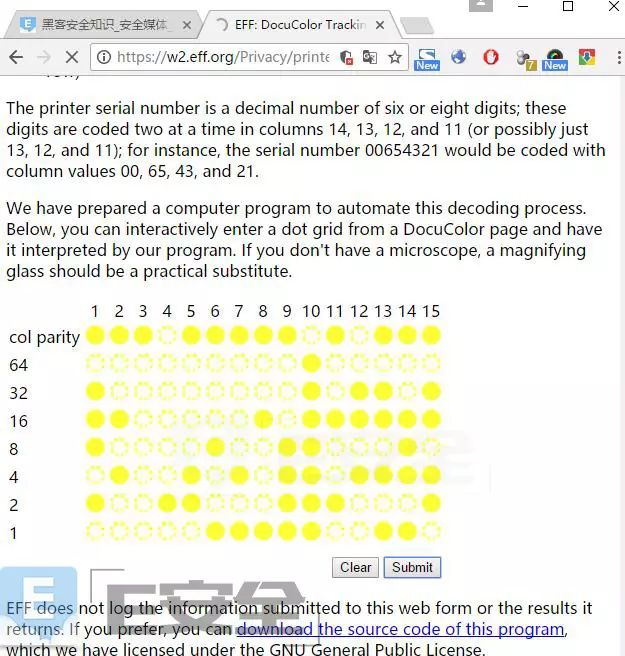 黑客安全知识_安全媒体_
EFF: DocuColor Trackin
https://w2.eff.org/Privacy/printe
New
7
New
The printer serial number is a decimal number of six or eight digits; these
digits are coded two at a time in columns 14, 13, 12, and 11 (or possibly just
13, 12, and 11); for instance, the serial number 00654321 would be coded with
column values 00, 65, 43, and 21.
We have prepared a computer program to automate this decoding process.
Below, you can interactively enter a dot grid from a DocuColor page and have
it interpreted by our program. If you don't have a microscope, a magnifying
glass should be a practical substitute.
1 2 3 4 5 6 7 8 9 10 11 12 13 14 15
col parity
64
32
16
8
4
2
1
Clear Submit
E安全
EFF does not log the information submitted to this web form or the results it
returns. If you prefer, you can download the source code of this program,
which we have licensed under the GNU General Public License.